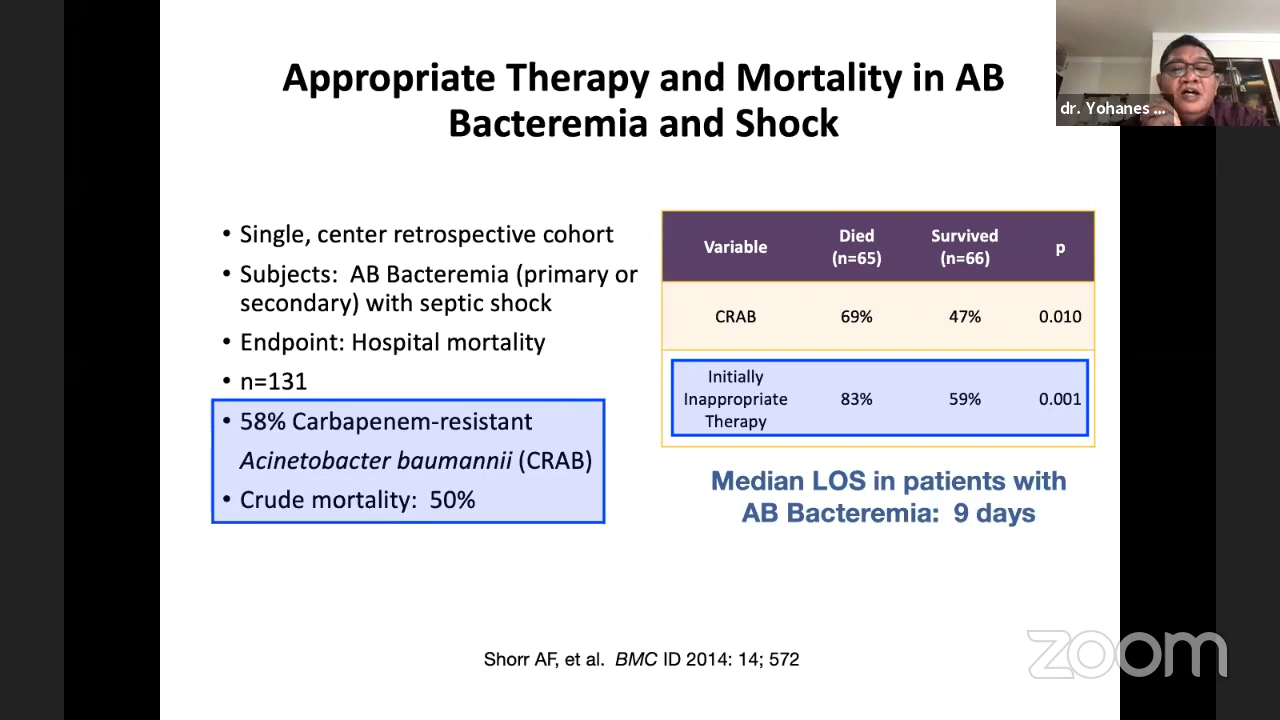 Appropriate Therapy and Mortality in AB
Bacteremia and Shock
dr. Yohanes ...
• Single, center retrospective cohort
• Subjects: AB Bacteremia (primary or
secondary) with septic shock
• Endpoint: Hospital mortality
• n=131
• 58% Carbapenem-resistant
Acinetobacter baumannii (CRAB)
• Crude mortality: 50%
Variable Died (n=65) Survived (n=66) p
CRAB 69% 47% 0.010
Initially Inappropriate Therapy 83% 59% 0.001
Median LOS in patients with
AB Bacteremia: 9 days
Shorr AF, et al. BMC ID 2014: 14; 572
zoom